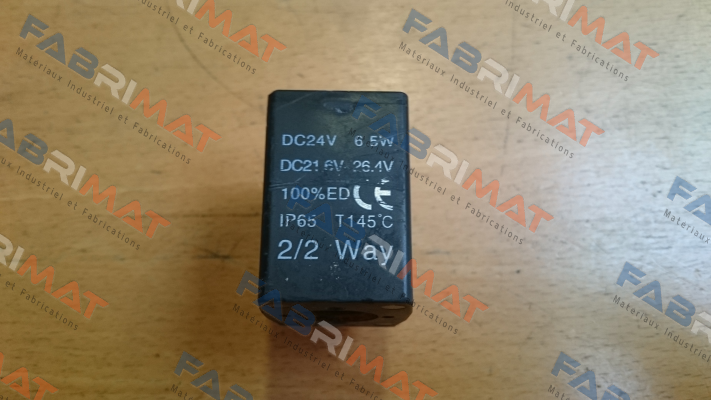 DC24V 6.5W
DC21.6V-26.4V
100%ED CE
IP65 T145°C
2/2 Way
FABRIMAT
Materiaux Industriel et Fabrications